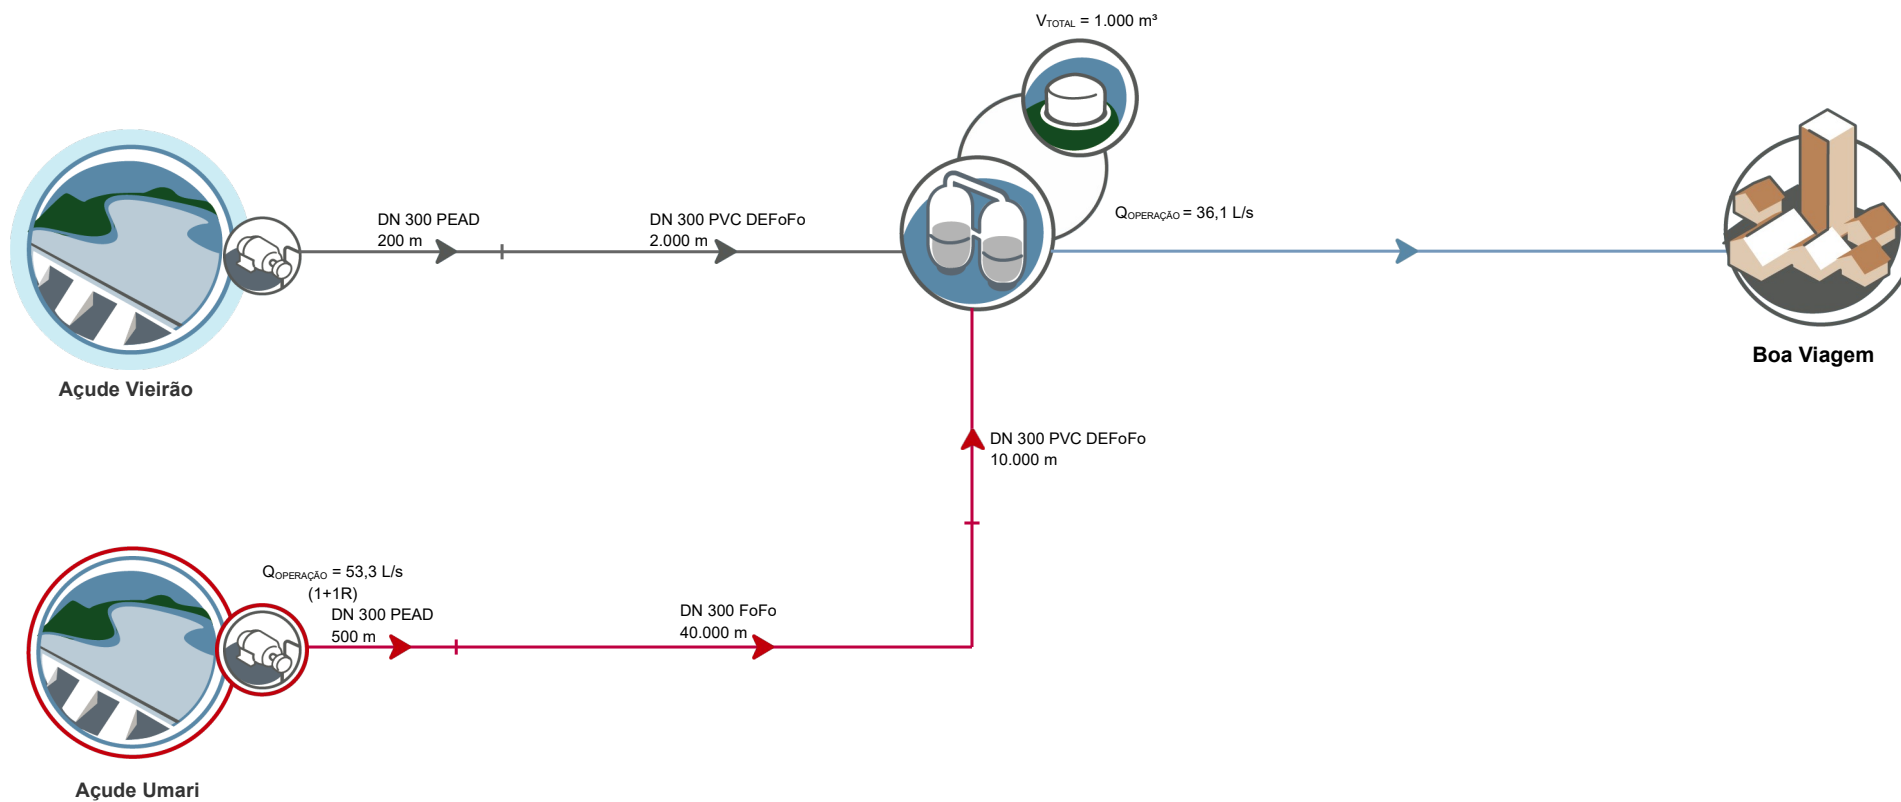 VTOTAL = 1.000 m³
DN 300 PEAD
200 m
DN 300 PVC DEFoFo
2.000 m
QOPERAÇÃO = 36,1 L/s
Boa Viagem
Açude Vieirão
DN 300 PVC DEFoFo
10.000 m
QOPERAÇÃO = 53,3 L/s
(1+1R)
DN 300 PEAD
500 m
DN 300 FoFo
40.000 m
Açude Umari